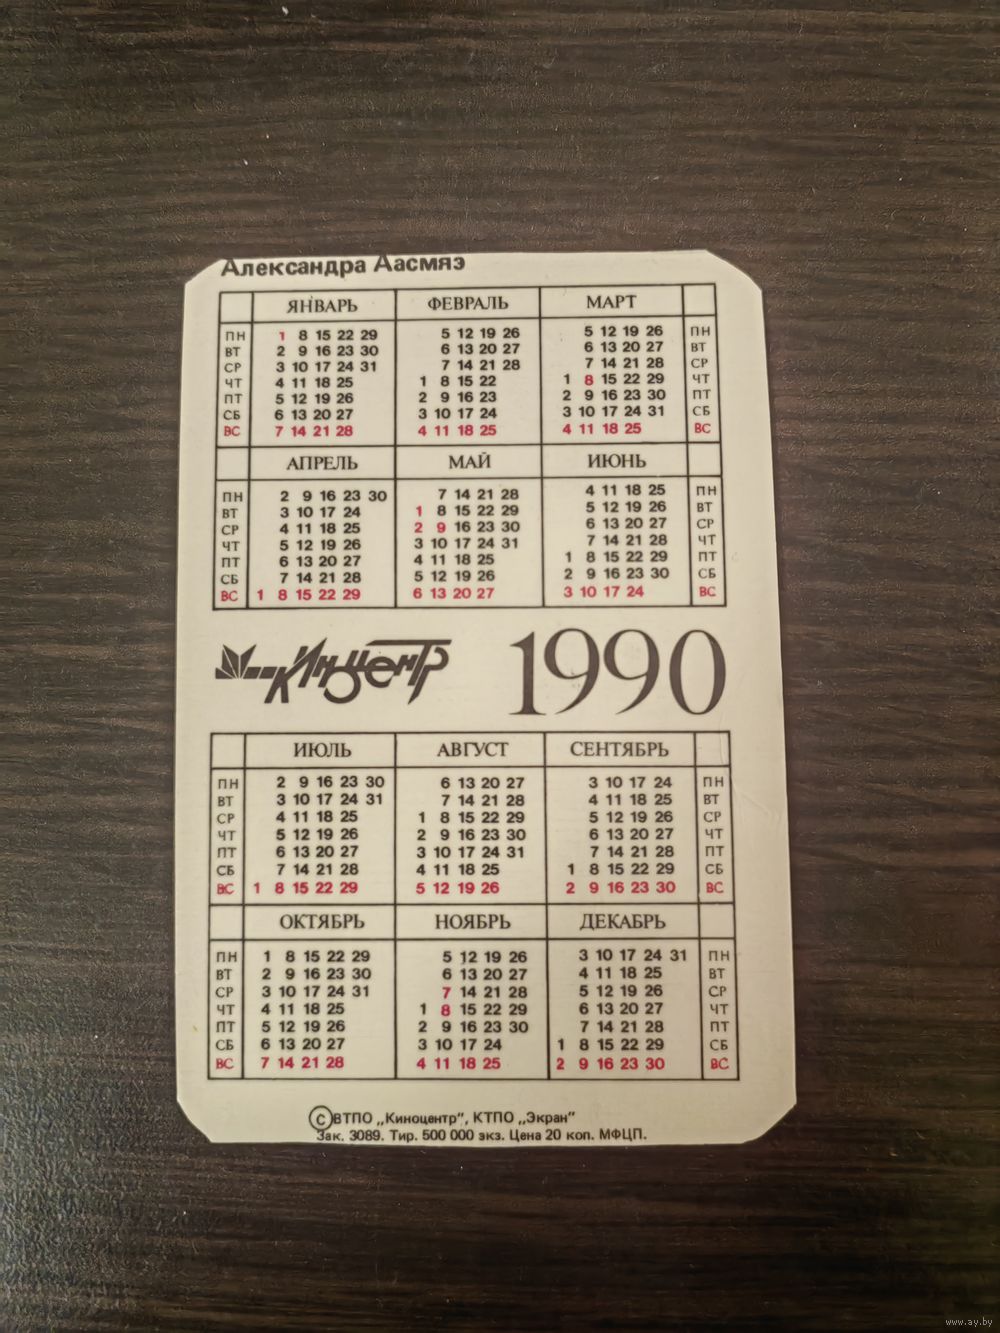 Александра Аасмяэ
ЯНВАРЬ ФЕВРАЛЬ МАРТ
ПН 1 8 15 22 29 5 12 19 26 5 12 19 26 ПН
ВТ 2 9 16 23 30 6 13 20 27 6 13 20 27 ВТ
СР 3 10 17 24 31 7 14 21 28 7 14 21 28 СР
ЧТ 4 11 18 25 1 8 15 22 1 8 15 22 29 ЧТ
ПТ 5 12 19 26 2 9 16 23 2 9 16 23 30 ПТ
СБ 6 13 20 27 3 10 17 24 3 10 17 24 31 СБ
ВС 7 14 21 28 4 11 18 25 4 11 18 25 ВС
АПРЕЛЬ МАЙ ИЮНЬ
ПН 2 9 16 23 30 7 14 21 28 4 11 18 25 ПН
ВТ 3 10 17 24 1 8 15 22 29 5 12 19 26 ВТ
СР 4 11 18 25 2 9 16 23 30 6 13 20 27 СР
ЧТ 5 12 19 26 3 10 17 24 31 7 14 21 28 ЧТ
ПТ 6 13 20 27 4 11 18 25 1 8 15 22 29 ПТ
СБ 7 14 21 28 5 12 19 26 2 9 16 23 30 СБ
ВС 1 8 15 22 29 6 13 20 27 3 10 17 24 ВС
Киноцентр 1990
ИЮЛЬ АВГУСТ СЕНТЯБРЬ
ПН 2 9 16 23 30 6 13 20 27 3 10 17 24 ПН
ВТ 3 10 17 24 31 7 14 21 28 4 11 18 25 ВТ
СР 4 11 18 25 1 8 15 22 29 5 12 19 26 СР
ЧТ 5 12 19 26 2 9 16 23 30 6 13 20 27 ЧТ
ПТ 6 13 20 27 3 10 17 24 31 7 14 21 28 ПТ
СБ 7 14 21 28 4 11 18 25 1 8 15 22 29 СБ
ВС 1 8 15 22 29 5 12 19 26 2 9 16 23 30 ВС
ОКТЯБРЬ НОЯБРЬ ДЕКАБРЬ
ПН 1 8 15 22 29 5 12 19 26 3 10 17 24 31 ПН
ВТ 2 9 16 23 30 6 13 20 27 4 11 18 25 ВТ
СР 3 10 17 24 31 7 14 21 28 5 12 19 26 СР
ЧТ 4 11 18 25 1 8 15 22 29 6 13 20 27 ЧТ
ПТ 5 12 19 26 2 9 16 23 30 7 14 21 28 ПТ
СБ 6 13 20 27 3 10 17 24 1 8 15 22 29 СБ
ВС 7 14 21 28 4 11 18 25 2 9 16 23 30 ВС
©ВТПО „Киноцентр", КТПО „Экран"
Зак. 3089. Тир. 500 000 экз. Цена 20 коп. МФЦП.
www.ay.by